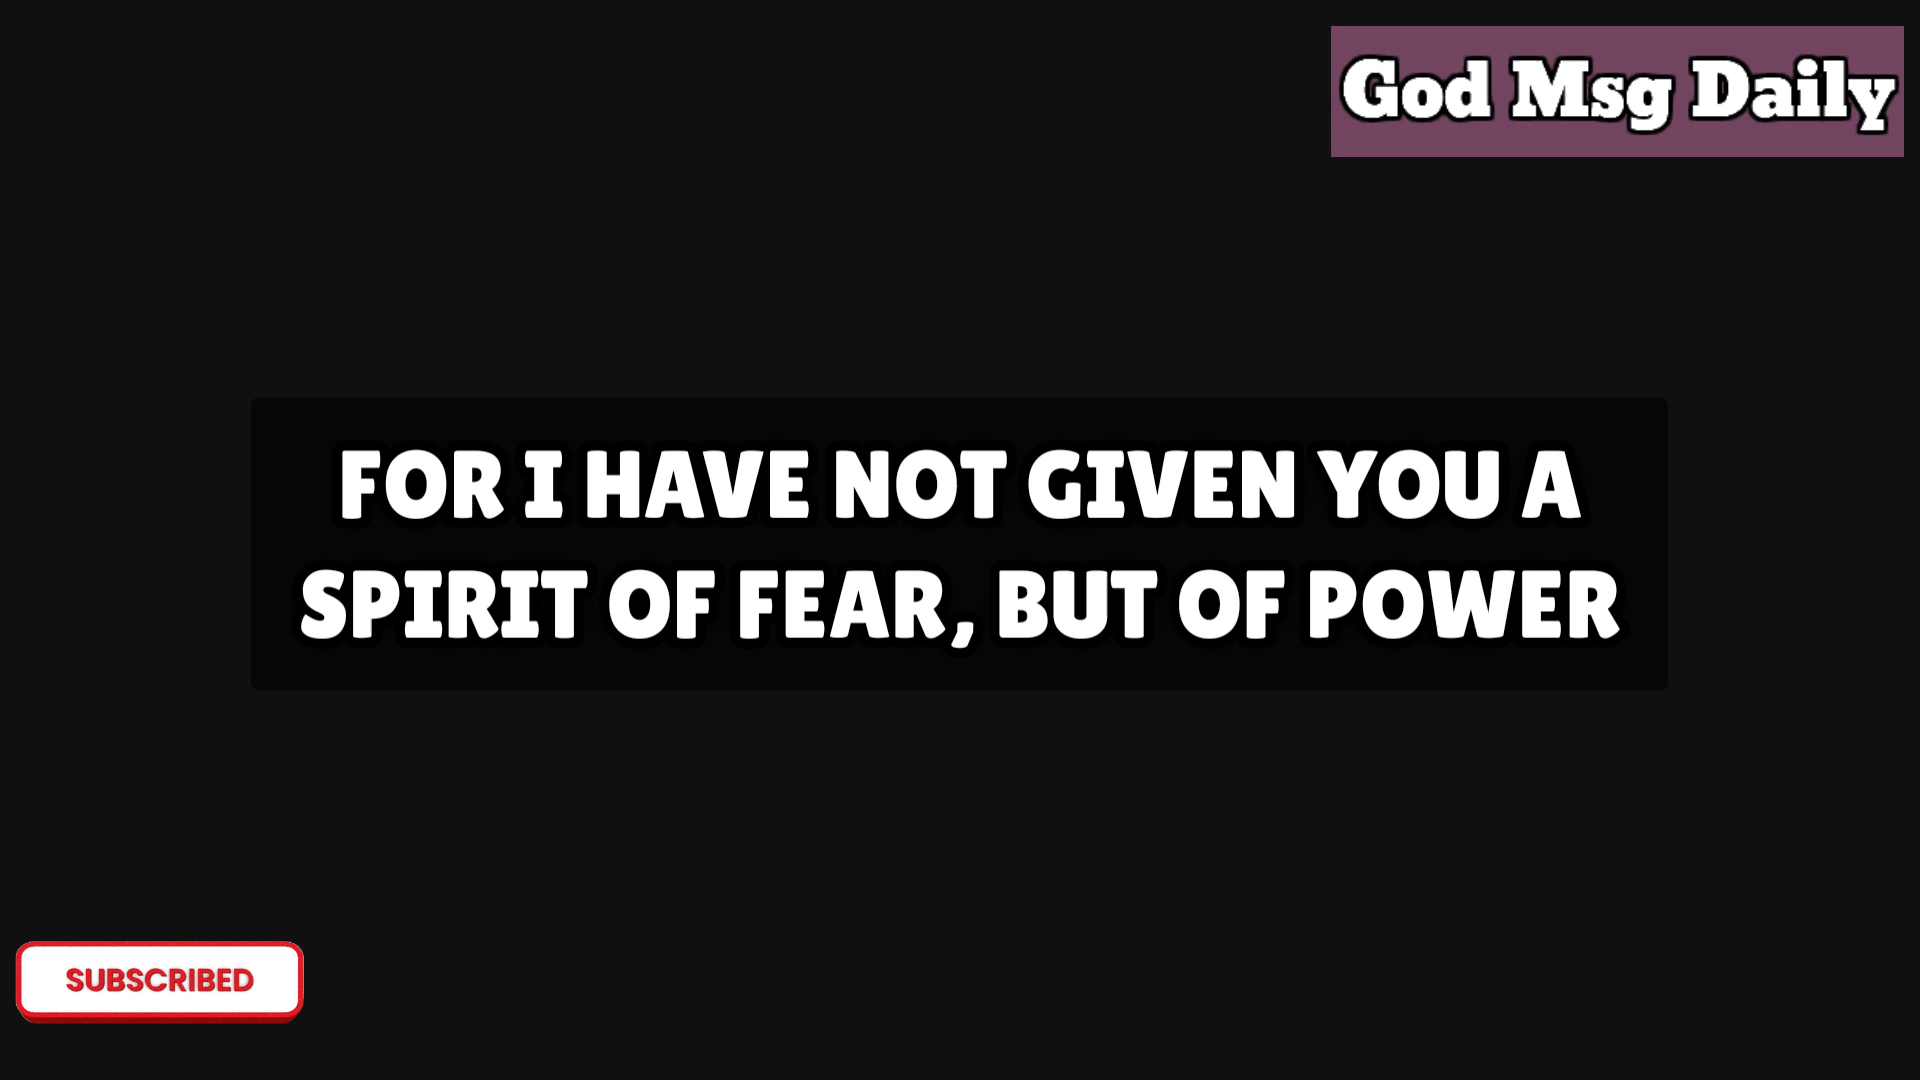 God Msg Daily
FOR I HAVE NOT GIVEN YOU A
SPIRIT OF FEAR, BUT OF POWER
SUBSCRIBED